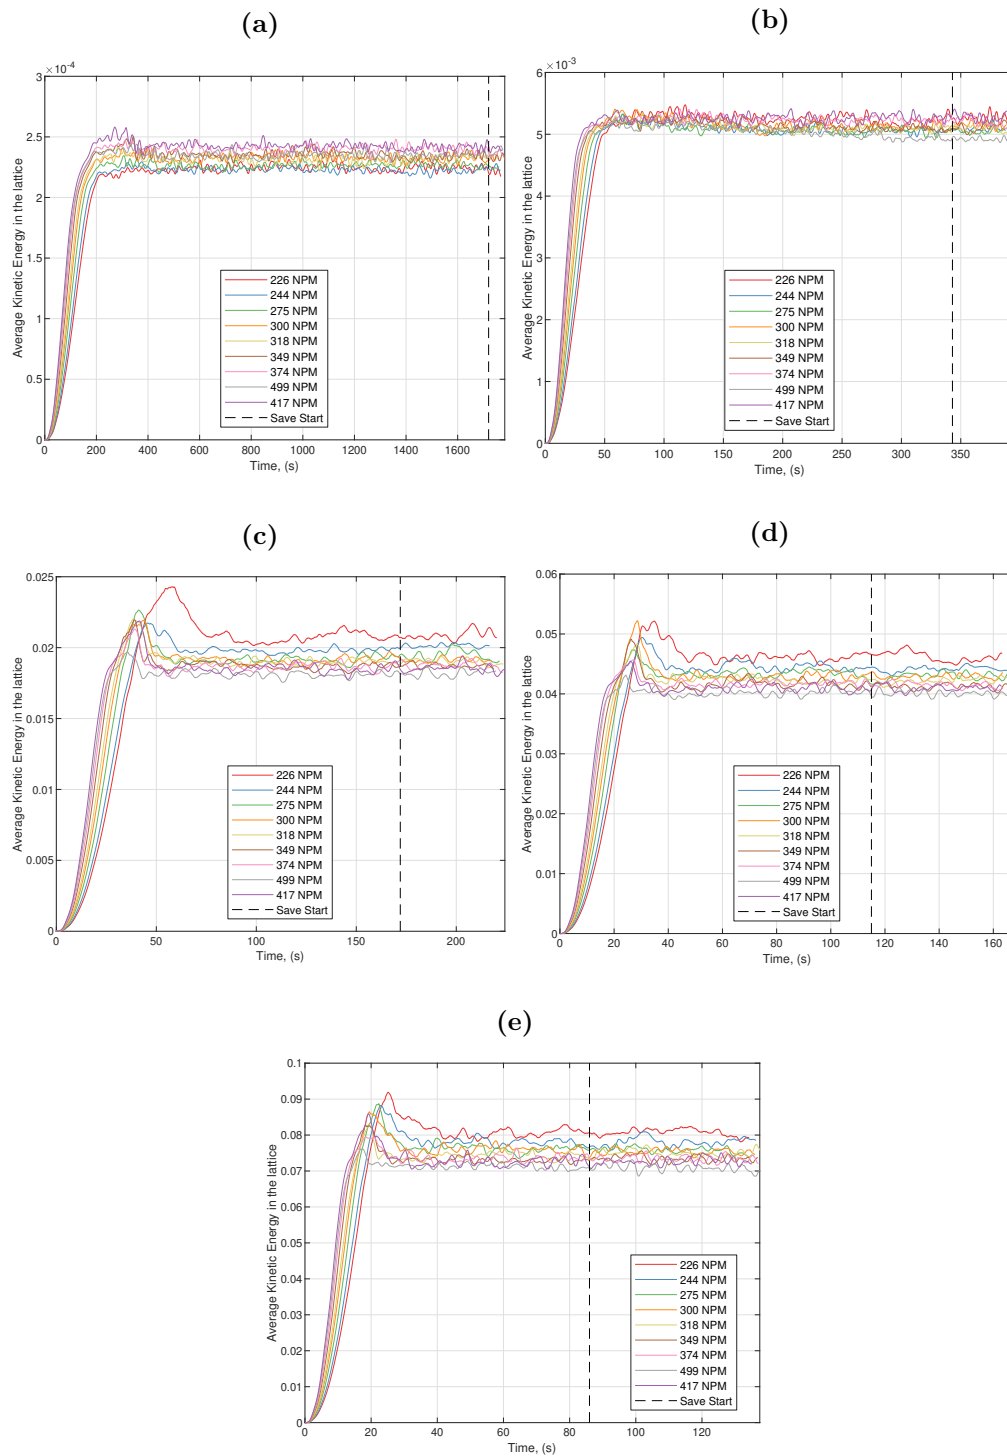 (a)
×10⁻⁴
3
2.5
2
1.5
1
0.5
0
0 200 400 600 800 1000 1200 1400 1600
Average Kinetic Energy in the lattice
Time, (s)
226 NPM
244 NPM
275 NPM
300 NPM
318 NPM
349 NPM
374 NPM
499 NPM
417 NPM
Save Start
(b)
×10⁻³
6
5
4
3
2
1
0
0 50 100 150 200 250 300 350
Average Kinetic Energy in the lattice
Time, (s)
226 NPM
244 NPM
275 NPM
300 NPM
318 NPM
349 NPM
374 NPM
499 NPM
417 NPM
Save Start
(c)
0.025
0.02
0.015
0.01
0.005
0
0 50 100 150 200
Average Kinetic Energy in the lattice
Time, (s)
226 NPM
244 NPM
275 NPM
300 NPM
318 NPM
349 NPM
374 NPM
499 NPM
417 NPM
Save Start
(d)
0.06
0.05
0.04
0.03
0.02
0.01
0
0 20 40 60 80 100 120 140 160
Average Kinetic Energy in the lattice
Time, (s)
226 NPM
244 NPM
275 NPM
300 NPM
318 NPM
349 NPM
374 NPM
499 NPM
417 NPM
Save Start
(e)
0.1
0.09
0.08
0.07
0.06
0.05
0.04
0.03
0.02
0.01
0
0 20 40 60 80 100 120
Average Kinetic Energy in the lattice
Time, (s)
226 NPM
244 NPM
275 NPM
300 NPM
318 NPM
349 NPM
374 NPM
499 NPM
417 NPM
Save Start